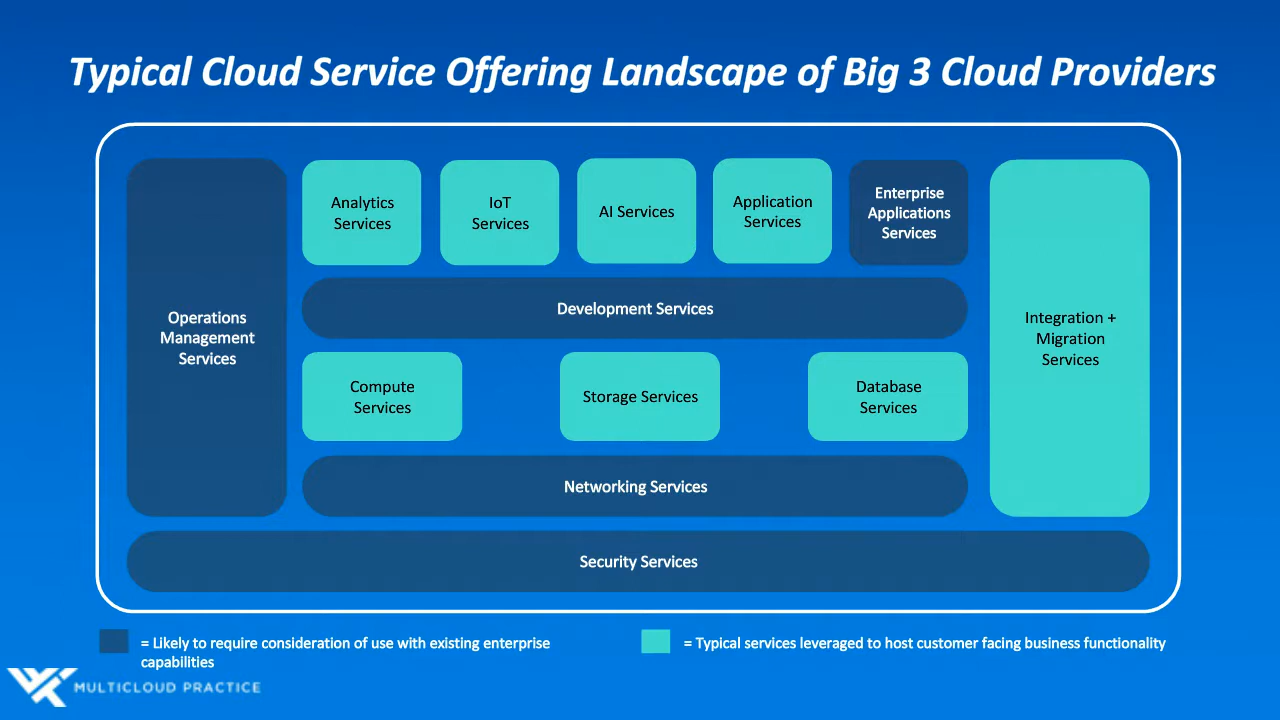 Typical Cloud Service Offering Landscape of Big 3 Cloud Providers
Operations
Management
Services
Analytics
Services
IoT
Services
AI Services
Application
Services
Enterprise
Applications
Services
Development Services
Compute
Services
Storage Services
Database
Services
Networking Services
Integration +
Migration
Services
Security Services
= Likely to require consideration of use with existing enterprise
capabilities
= Typical services leveraged to host customer facing business functionality
MULTICLOUD PRACTICE